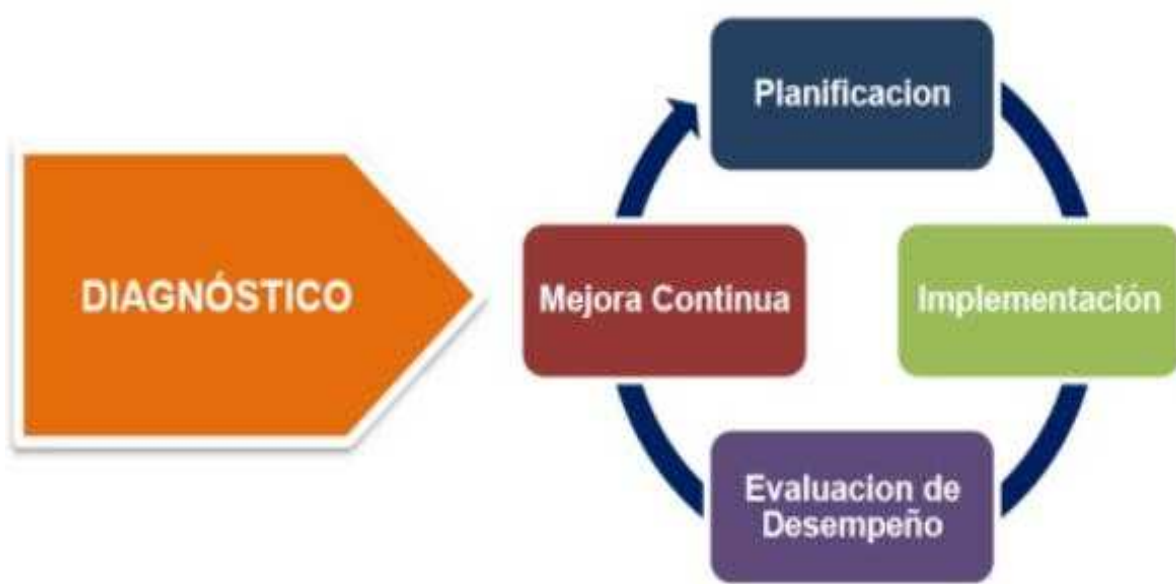 DIAGNÓSTICO
Planificacion
Implementación
Evaluacion de
Desempeño
Mejora Continua